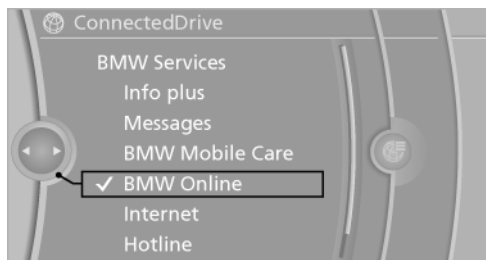 ConnectedDrive
BMW Services
Info plus
Messages
BMW Mobile Care
✓ BMW Online
Internet
Hotline